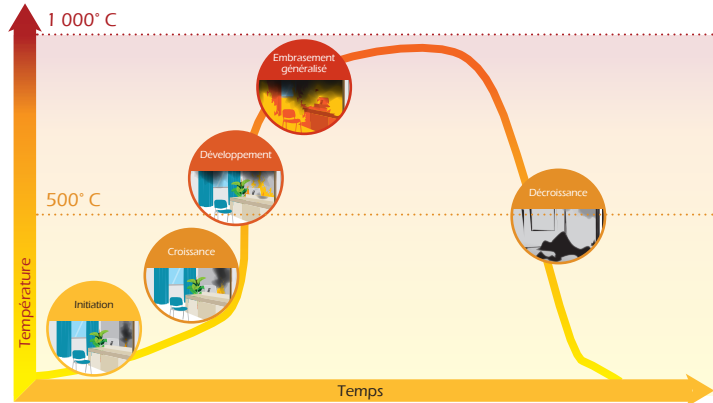 1 000° C
Embrasement
généralisé
Développement
Décroissance
500° C
Croissance
Initiation
Température
Temps